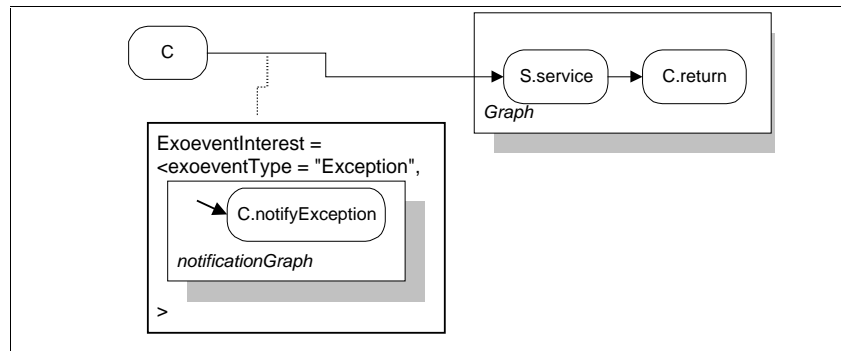 C
S.service
C.return
Graph
ExoeventInterest =
<exoeventType = "Exception",
C.notifyException
notificationGraph
>